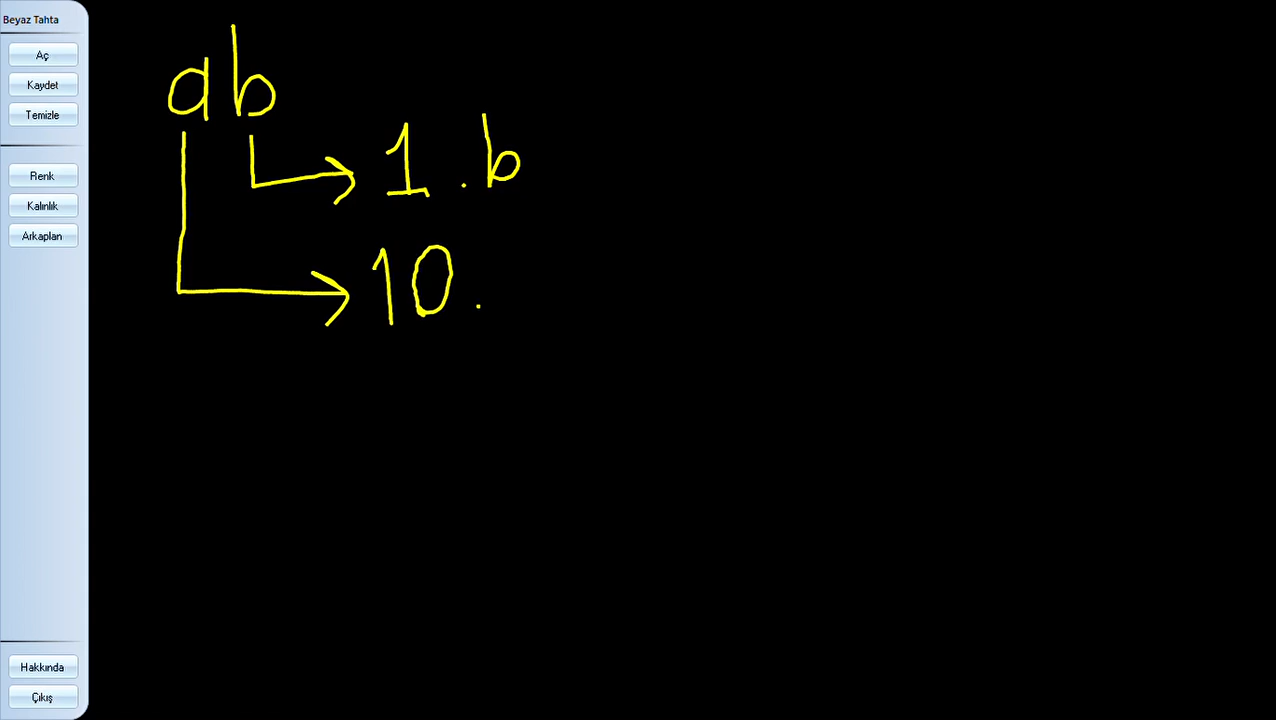 Beyaz Tahta
Aç
Kaydet
Temizle
Renk
Kalınlık
Arkaplan
Hakkında
Çıkış
ab
1 . b
10 .